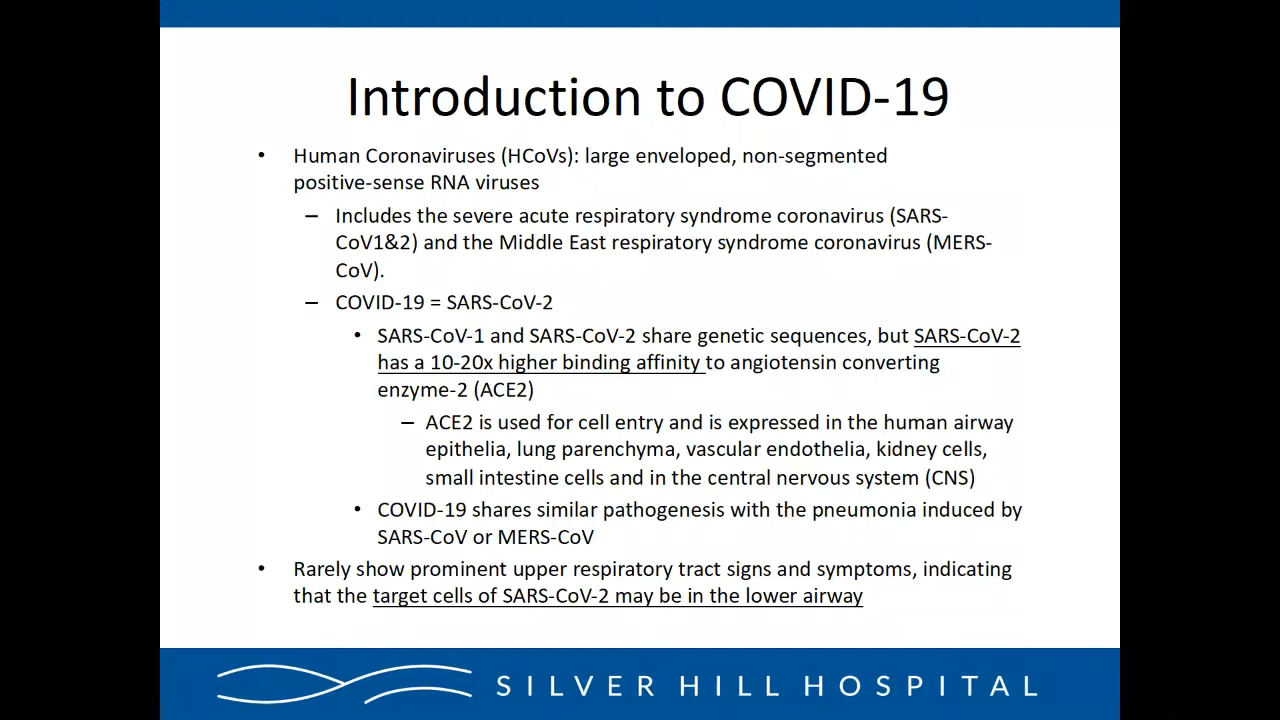 Introduction to COVID-19
• Human Coronaviruses (HCoVs): large enveloped, non-segmented
positive-sense RNA viruses
– Includes the severe acute respiratory syndrome coronavirus (SARS-
CoV1&2) and the Middle East respiratory syndrome coronavirus (MERS-
CoV).
– COVID-19 = SARS-CoV-2
• SARS-CoV-1 and SARS-CoV-2 share genetic sequences, but SARS-CoV-2
has a 10-20x higher binding affinity to angiotensin converting
enzyme-2 (ACE2)
– ACE2 is used for cell entry and is expressed in the human airway
epithelia, lung parenchyma, vascular endothelia, kidney cells,
small intestine cells and in the central nervous system (CNS)
• COVID-19 shares similar pathogenesis with the pneumonia induced by
SARS-CoV or MERS-CoV
• Rarely show prominent upper respiratory tract signs and symptoms, indicating
that the target cells of SARS-CoV-2 may be in the lower airway
SILVER HILL HOSPITAL